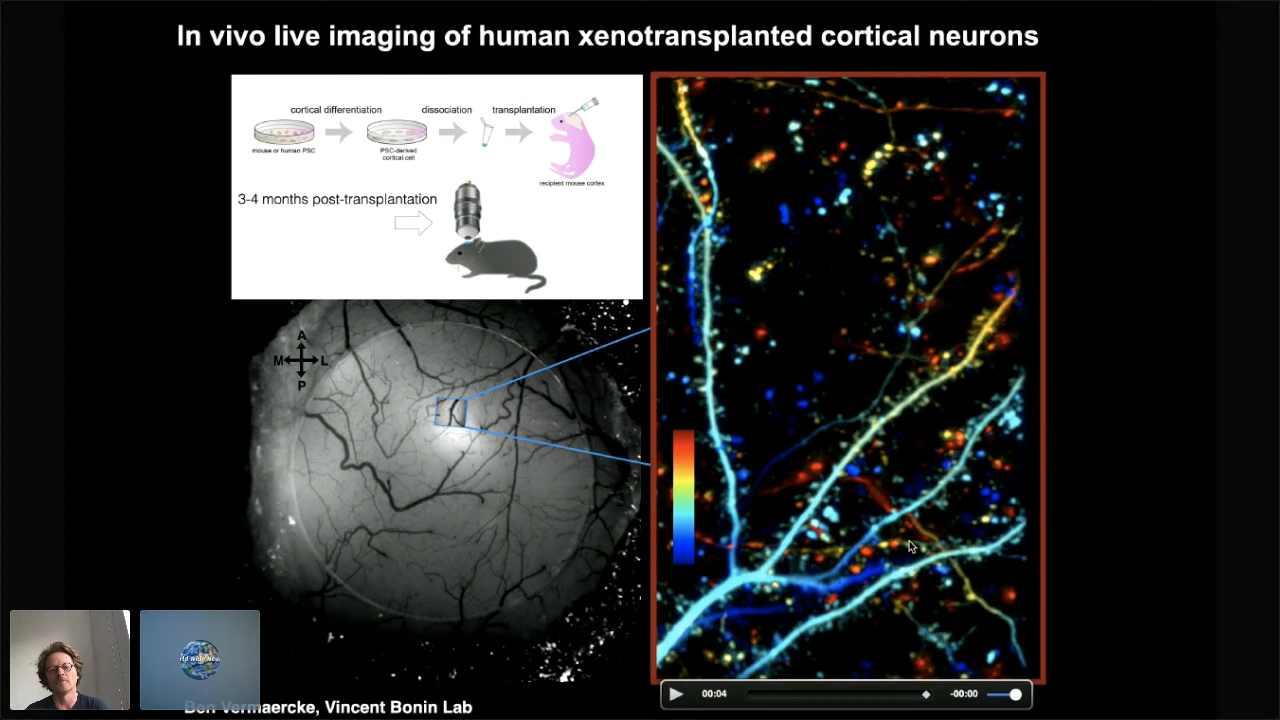 In vivo live imaging of human xenotransplanted cortical neurons
cortical differentiation
dissociation
transplantation
mouse or human PSC
PSC-derived
cortical cell
recipient mouse cortex
3-4 months post-transplantation
A
M
L
P
Ben Vermaercke, Vincent Bonin Lab
00:04
-00:00